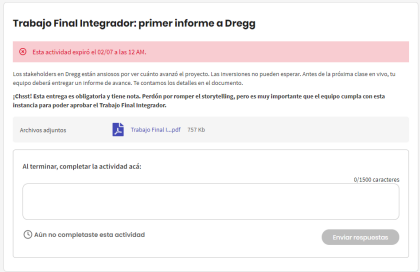 Trabajo Final Integrador: primer informe a Dregg
Esta actividad expiró el 02/07 a las 12 AM.
Los stakeholders en Dregg están ansiosos por ver cuánto avanzó el proyecto. Las inversiones no pueden esperar. Antes de la próxima clase en vivo, tu
equipo deberá entregar un informe de avance. Te contamos los detalles en el documento.
¡Chist! Esta entrega es obligatoria y tiene nota. Perdón por romper el storytelling, pero es muy importante que el equipo cumpla con esta
instancia para poder aprobar el Trabajo Final Integrador.
Archivos adjuntos Trabajo Final I...pdf 757 Kb
Al terminar, completar la actividad acá:
0/1500 caracteres
Aún no completaste esta actividad Enviar respuestas